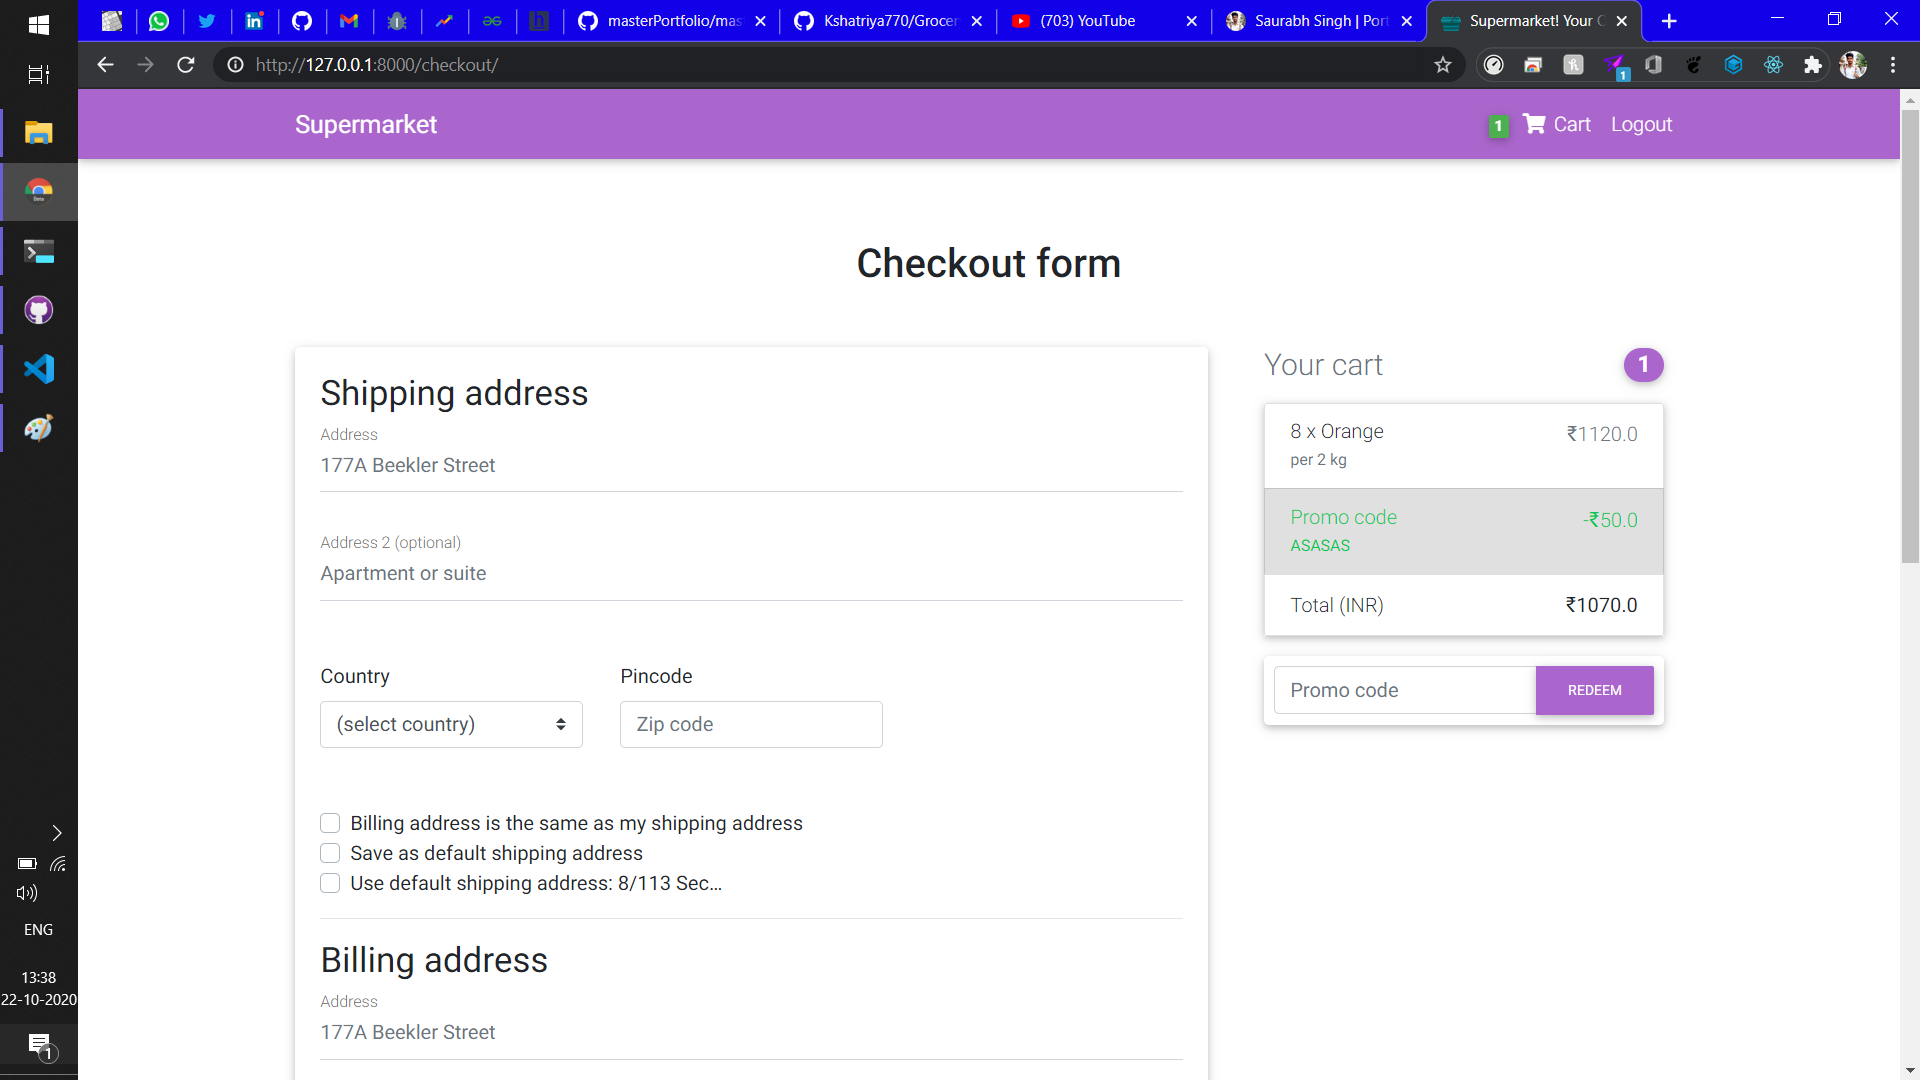 masterPortfolio/mas
Kshatriya770/Grocer
(703) YouTube
Saurabh Singh | Port
Supermarket! Your C
http://127.0.0.1:8000/checkout/
1
Supermarket
1
Cart
Logout
Checkout form
Shipping address
Address
177A Beekler Street
Address 2 (optional)
Apartment or suite
Country
Pincode
(select country)
Zip code
Billing address is the same as my shipping address
Save as default shipping address
Use default shipping address: 8/113 Sec...
Billing address
Address
177A Beekler Street
Your cart
1
8 x Orange
₹1120.0
per 2 kg
Promo code
-₹50.0
ASASAS
Total (INR)
₹1070.0
Promo code
REDEEM
ENG
13:38
22-10-2020
1